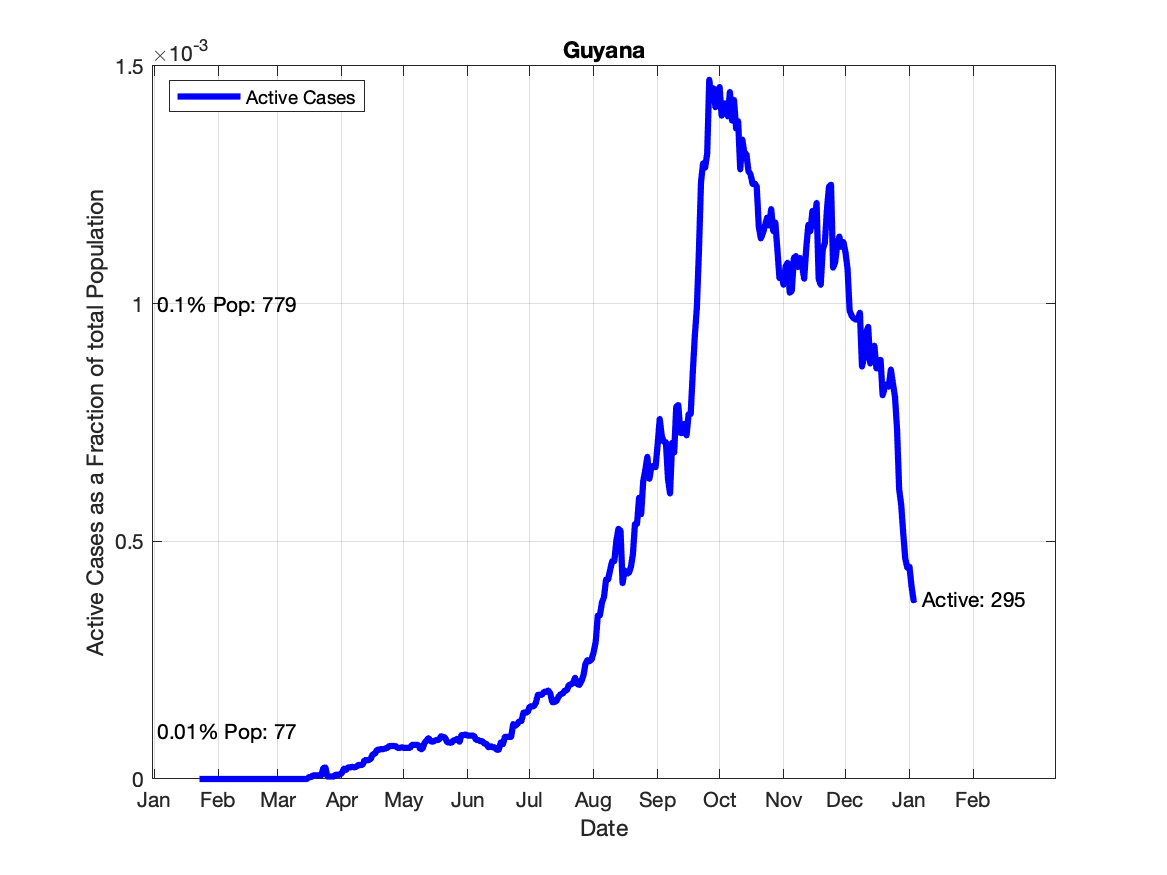 Guyana
×10-3
1.5
1
0.5
0
Active Cases
0.1% Pop: 779
0.01% Pop: 77
Active: 295
Active Cases as a Fraction of total Population
Jan Feb Mar Apr May Jun Jul Aug Sep Oct Nov Dec Jan Feb
Date